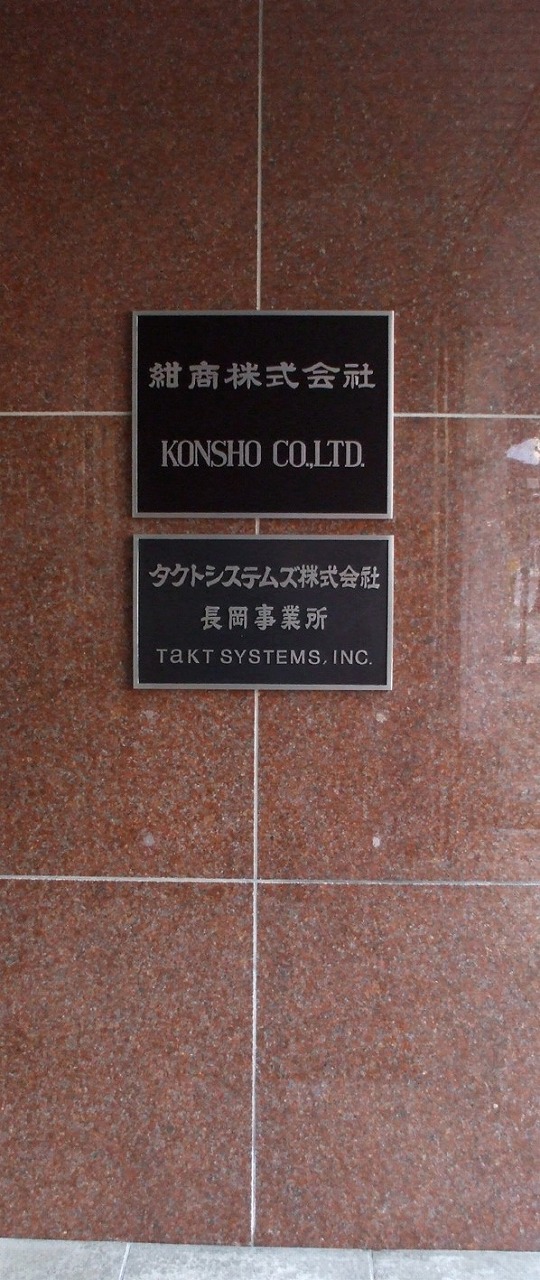 紺商株式会社
KONSHO CO.,LTD.
タクトシステムズ株式会社
長岡事業所
TaKT SYSTEMS, INC.